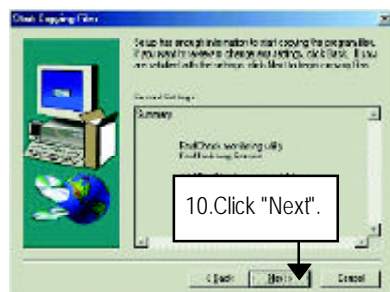 Start Copying Files
Setup has enough information to start copying the program files.
If you want to review or change any settings, click Back. If you
are satisfied with the settings, click Next to begin copying files.
Current Settings:
Summary
monitoring utility
10.Click "Next".
< Back
Next >
Cancel